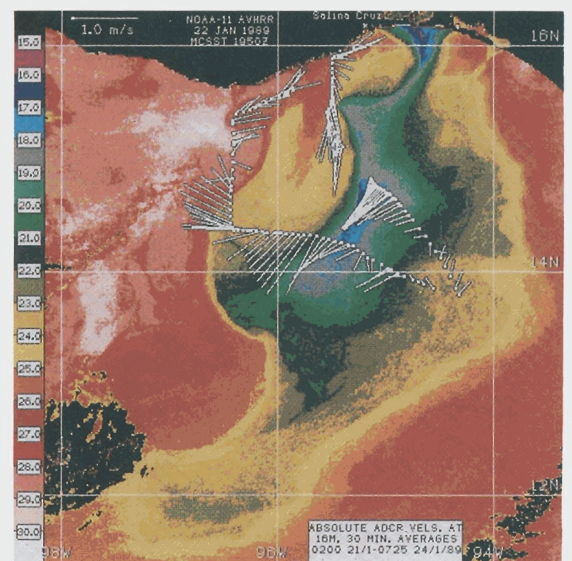 Salina Cruz
NOAA-11 AVHRR
22 JAN 1989
MCSST 1950Z
1.0 m/s
16N
15.0
16.0
17.0
18.0
19.0
20.0
21.0
14N
22.0
23.0
24.0
25.0
26.0
27.0
28.0
12N
29.0
30.0
ABSOLUTE ADCP VELS. AT
16M, 30 MIN. AVERAGES
0200 21/1-0725 24/1/89
98W
96W
94W